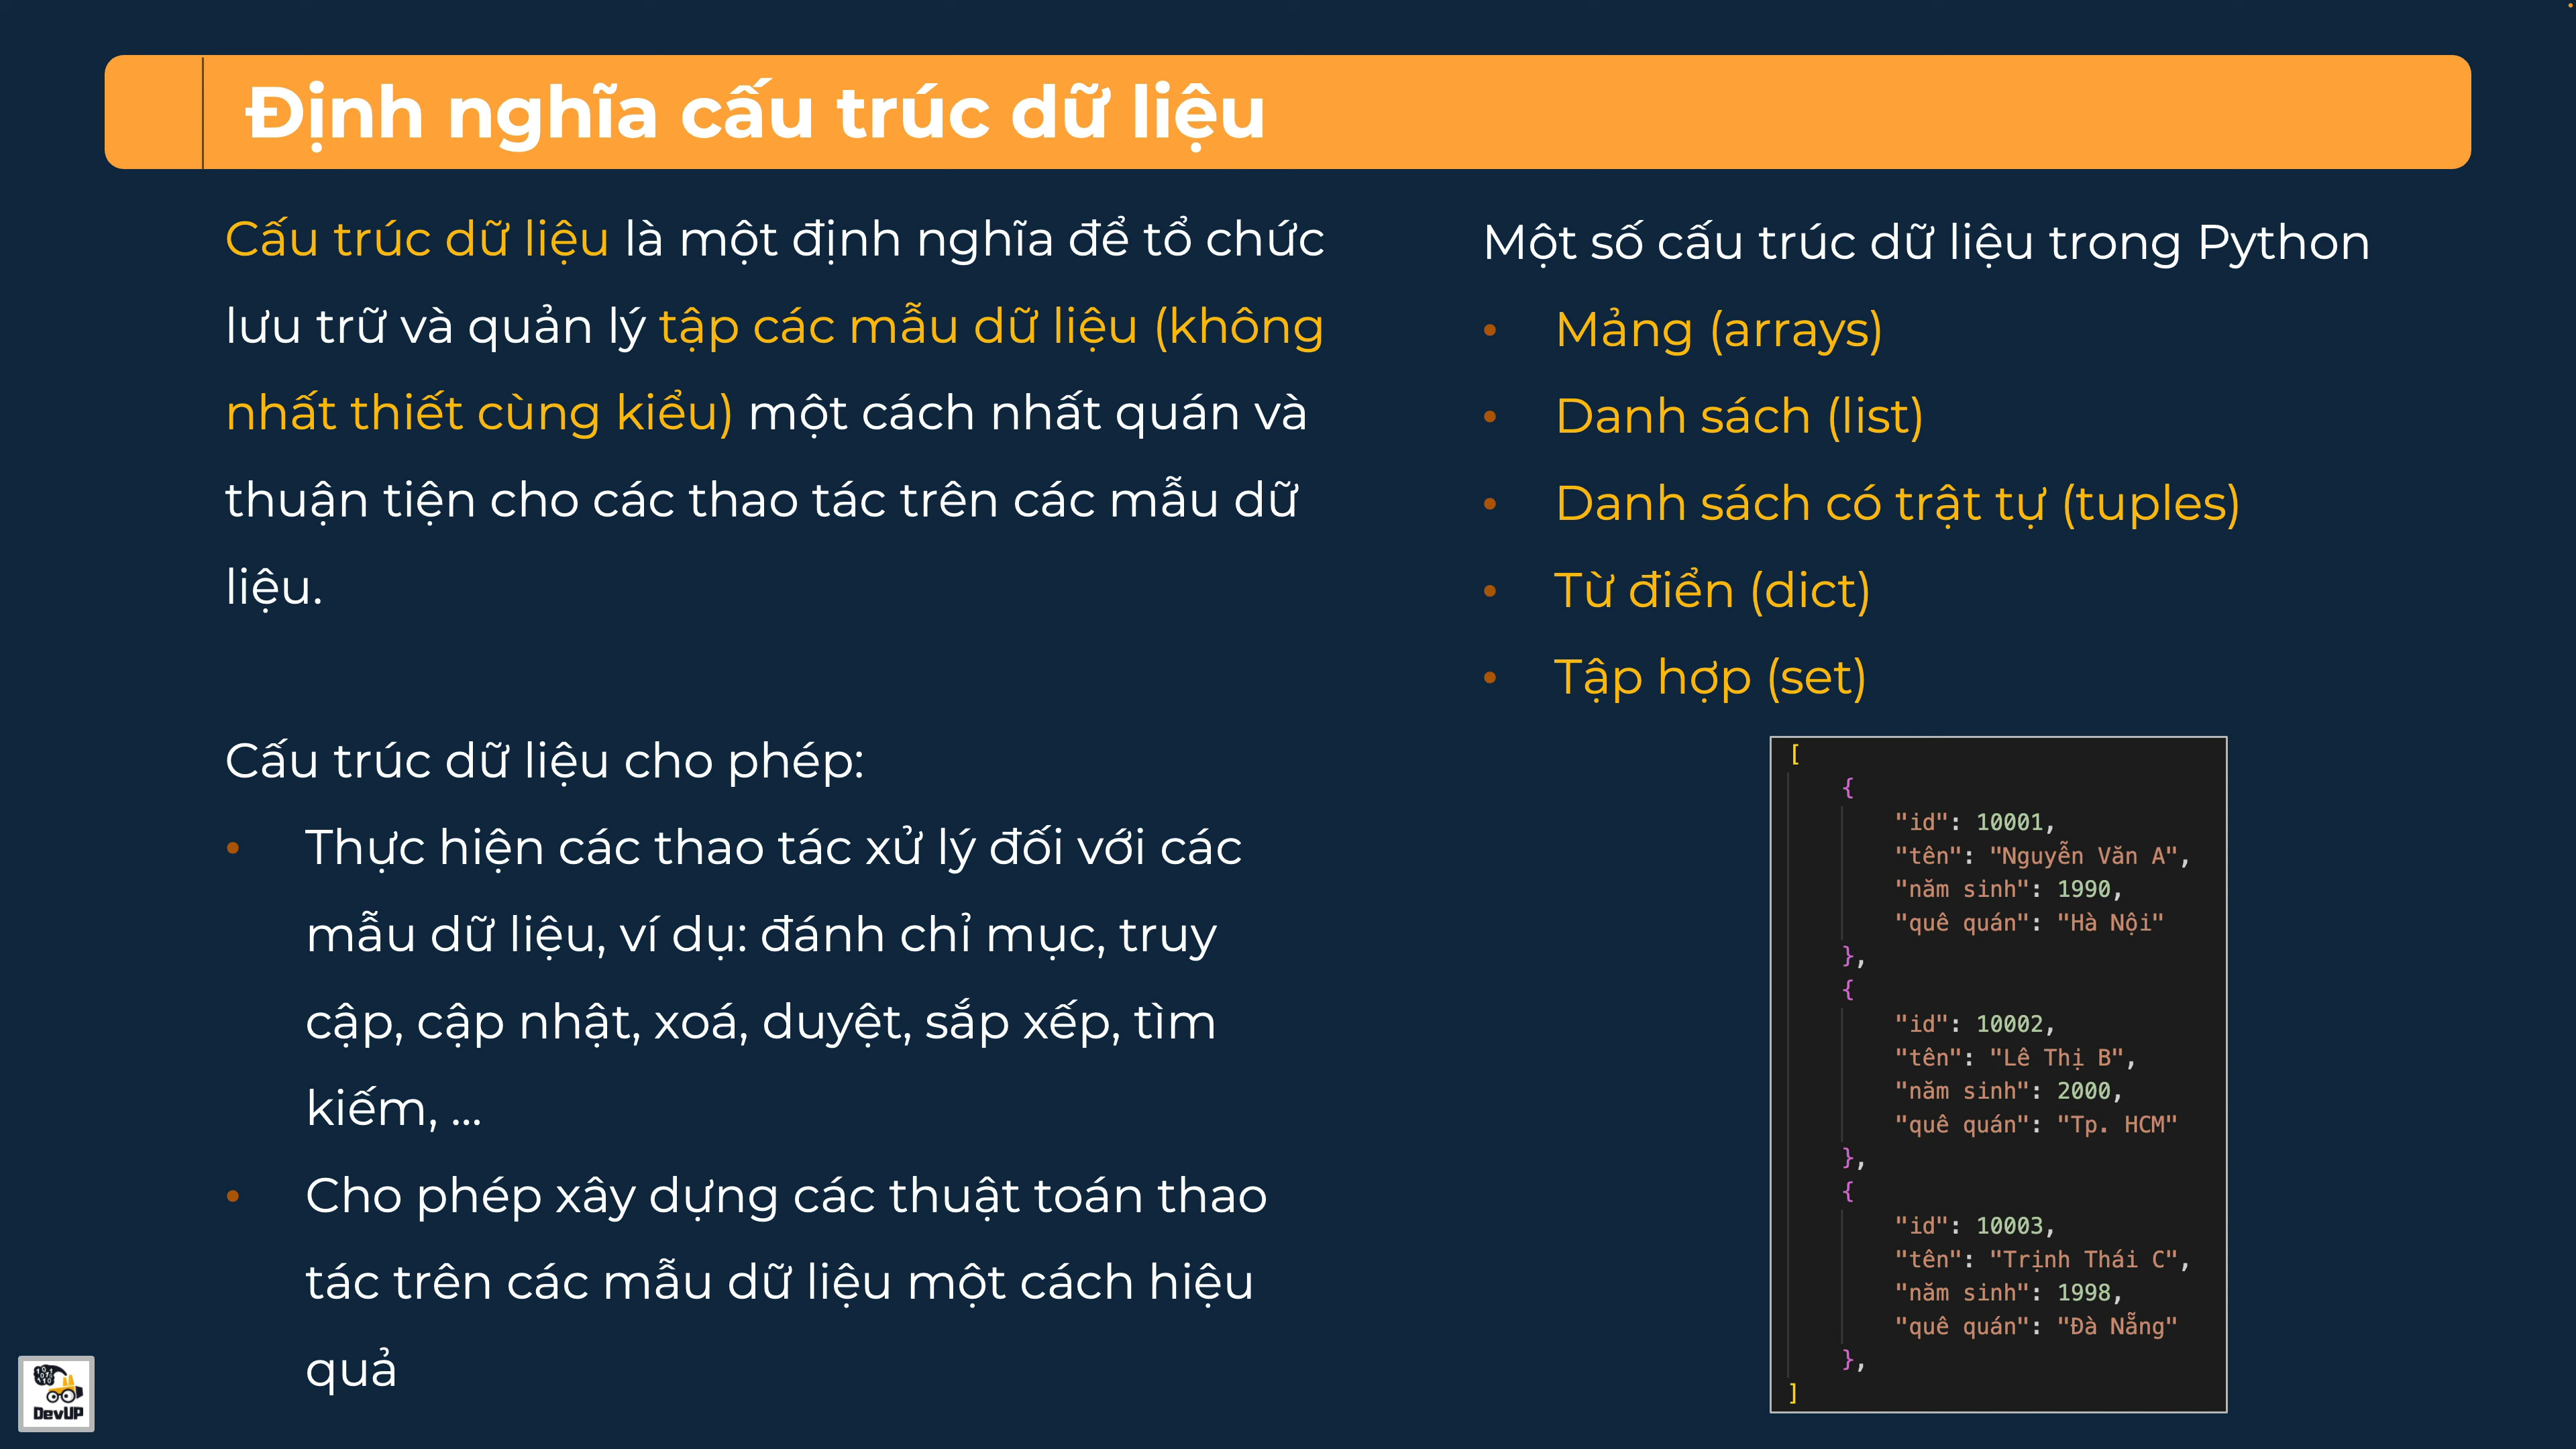 Định nghĩa cấu trúc dữ liệu
Cấu trúc dữ liệu là một định nghĩa để tổ chức
lưu trữ và quản lý tập các mẫu dữ liệu (không
nhất thiết cùng kiểu) một cách nhất quán và
thuận tiện cho các thao tác trên các mẫu dữ
liệu.
Cấu trúc dữ liệu cho phép:
• Thực hiện các thao tác xử lý đối với các
mẫu dữ liệu, ví dụ: đánh chỉ mục, truy
cập, cập nhật, xoá, duyệt, sắp xếp, tìm
kiếm, ...
• Cho phép xây dựng các thuật toán thao
tác trên các mẫu dữ liệu một cách hiệu
quả
Một số cấu trúc dữ liệu trong Python
• Mảng (arrays)
• Danh sách (list)
• Danh sách có trật tự (tuples)
• Từ điển (dict)
• Tập hợp (set)
[
{
"id": 10001,
"tên": "Nguyễn Văn A",
"năm sinh": 1990,
"quê quán": "Hà Nội"
},
{
"id": 10002,
"tên": "Lê Thị B",
"năm sinh": 2000,
"quê quán": "Tp. HCM"
},
{
"id": 10003,
"tên": "Trịnh Thái C",
"năm sinh": 1998,
"quê quán": "Đà Nẵng"
},
]
DevUP